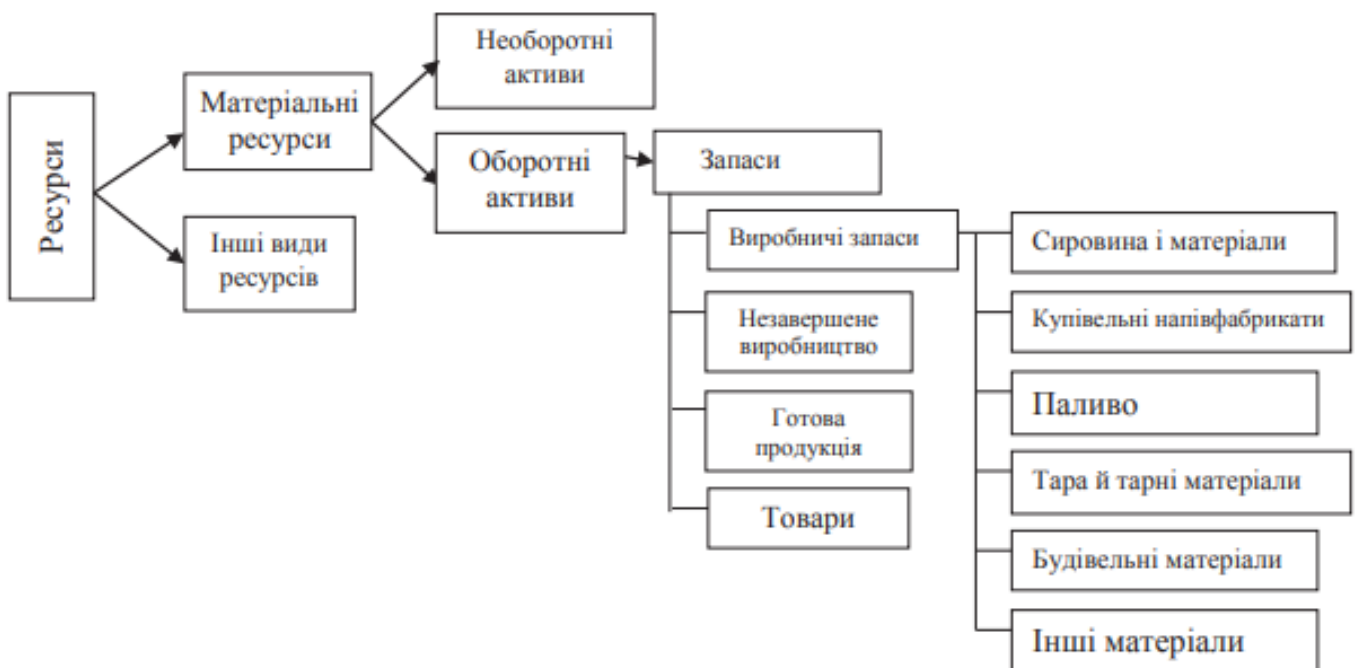 Ресурси
Матеріальні
ресурси
Інші види
ресурсів
Необоротні
активи
Оборотні
активи
Запаси
Виробничі запаси
Незавершене
виробництво
Готова
продукція
Товари
Сировина і матеріали
Купівельні напівфабрикати
Паливо
Тара й тарні матеріали
Будівельні матеріали
Інші матеріали